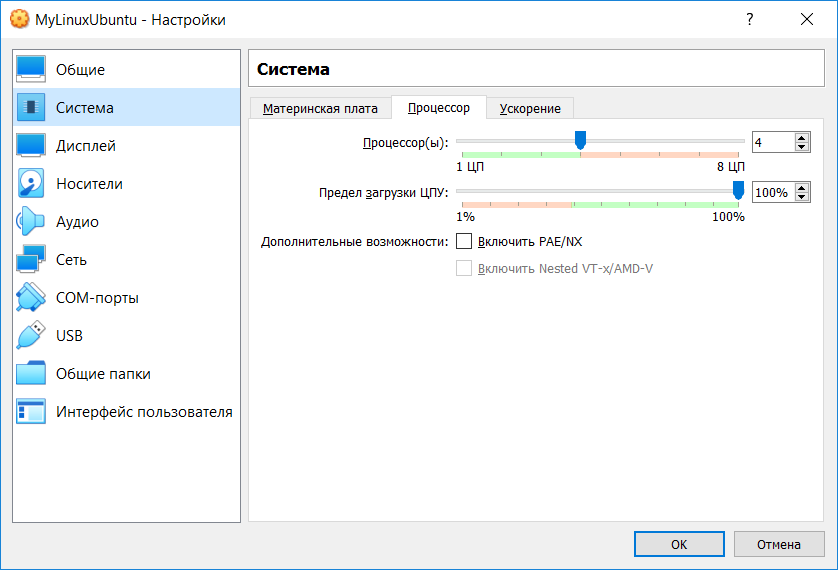 MyLinuxUbuntu - Настройки
?
Общие
Система
Дисплей
Носители
Аудио
Сеть
COM-порты
USB
Общие папки
Интерфейс пользователя
Система
Материнская плата Процессор Ускорение
Процессор(ы): 4
1 ЦП 8 ЦП
Предел загрузки ЦПУ: 100%
1% 100%
Дополнительные возможности: Включить PAE/NX
Включить Nested VT-x/AMD-V
OK Отмена